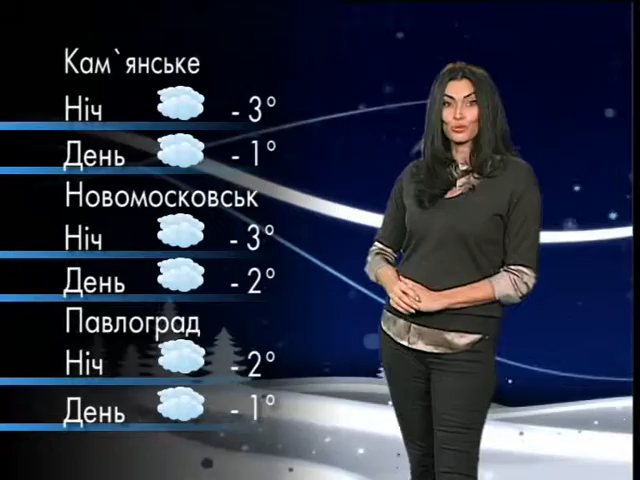 Кам`янське
Ніч - 3°
День - 1°
Новомосковськ
Ніч - 3°
День - 2°
Павлоград
Ніч - 2°
День - 1°